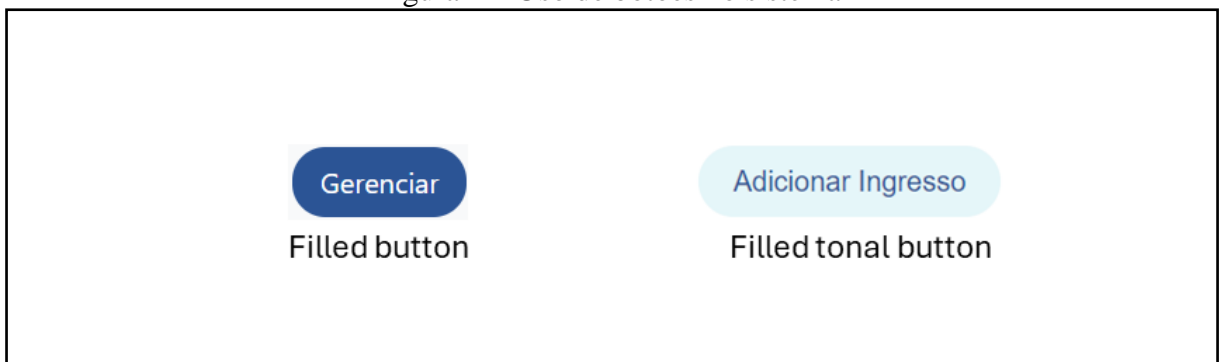 Gerenciar
Adicionar Ingresso
Filled button
Filled tonal button